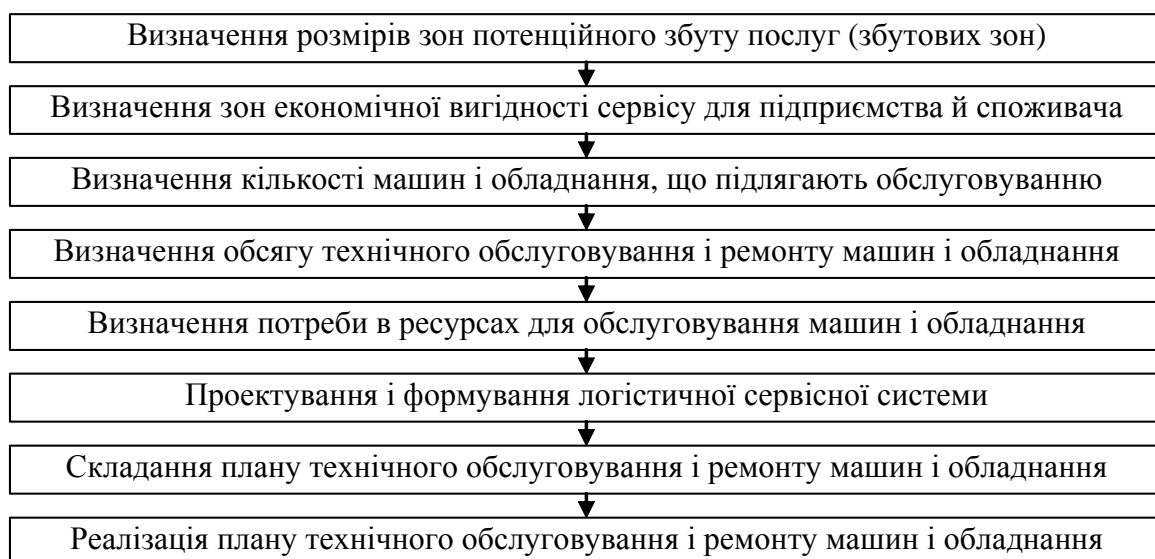 Визначення розмірів зон потенційного збуту послуг (збутових зон)
Визначення зон економічної вигідності сервісу для підприємства й споживача
Визначення кількості машин і обладнання, що підлягають обслуговуванню
Визначення обсягу технічного обслуговування і ремонту машин і обладнання
Визначення потреби в ресурсах для обслуговування машин і обладнання
Проектування і формування логістичної сервісної системи
Складання плану технічного обслуговування і ремонту машин і обладнання
Реалізація плану технічного обслуговування і ремонту машин і обладнання